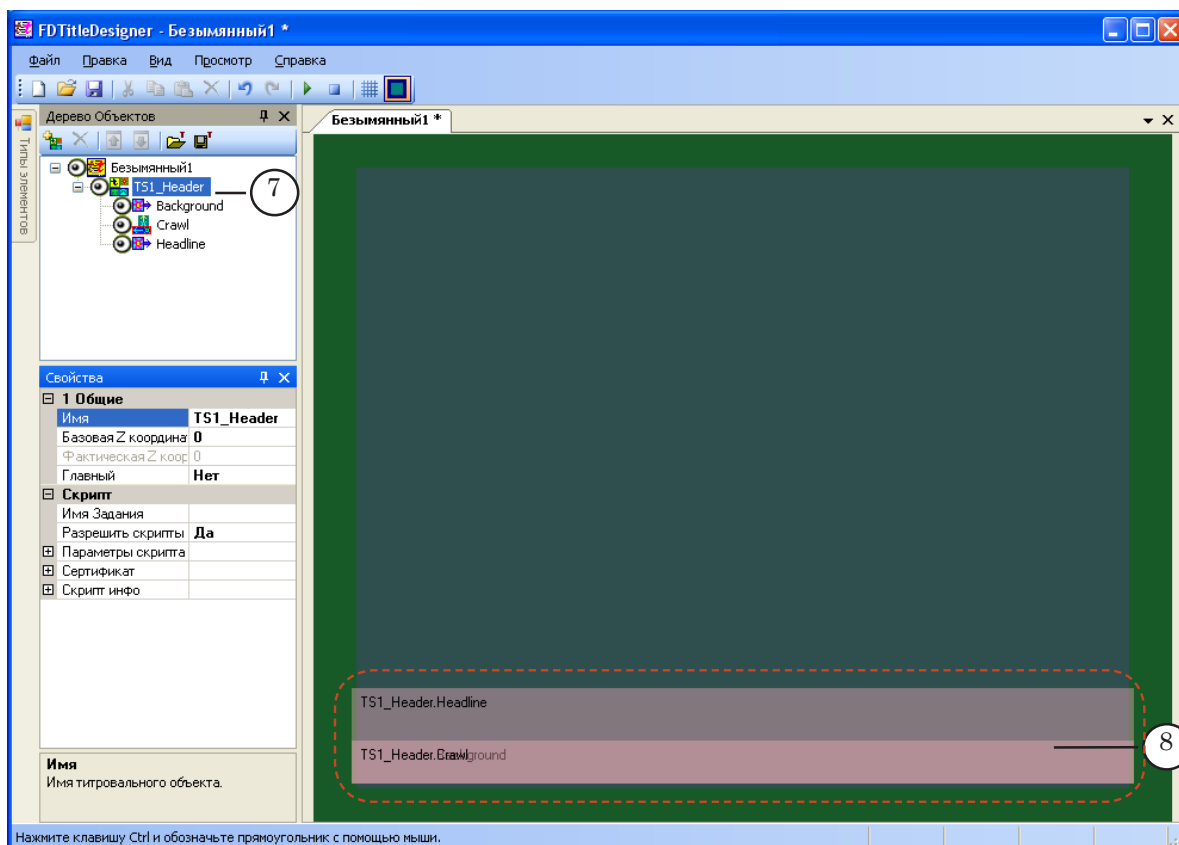 FDTitleDesigner - Безымянный1 *
Файл Правка Вид Просмотр Справка
Типы элементов
Дерево Объектов
Безымянный1
TS1_Header
7
Background
Crawl
Headline
Безымянный1 *
Свойства
1 Общие
Имя TS1_Header
Базовая Z координа 0
Фактическая Z коор 0
Главный Нет
Скрипт
Имя Задания
Разрешить скрипты Да
Параметры скрипта
Сертификат
Скрипт инфо
Имя
Имя титровального объекта.
TS1_Header.Headline
TS1_Header.Crawl
8
Нажмите клавишу Ctrl и обозначьте прямоугольник с помощью мыши.